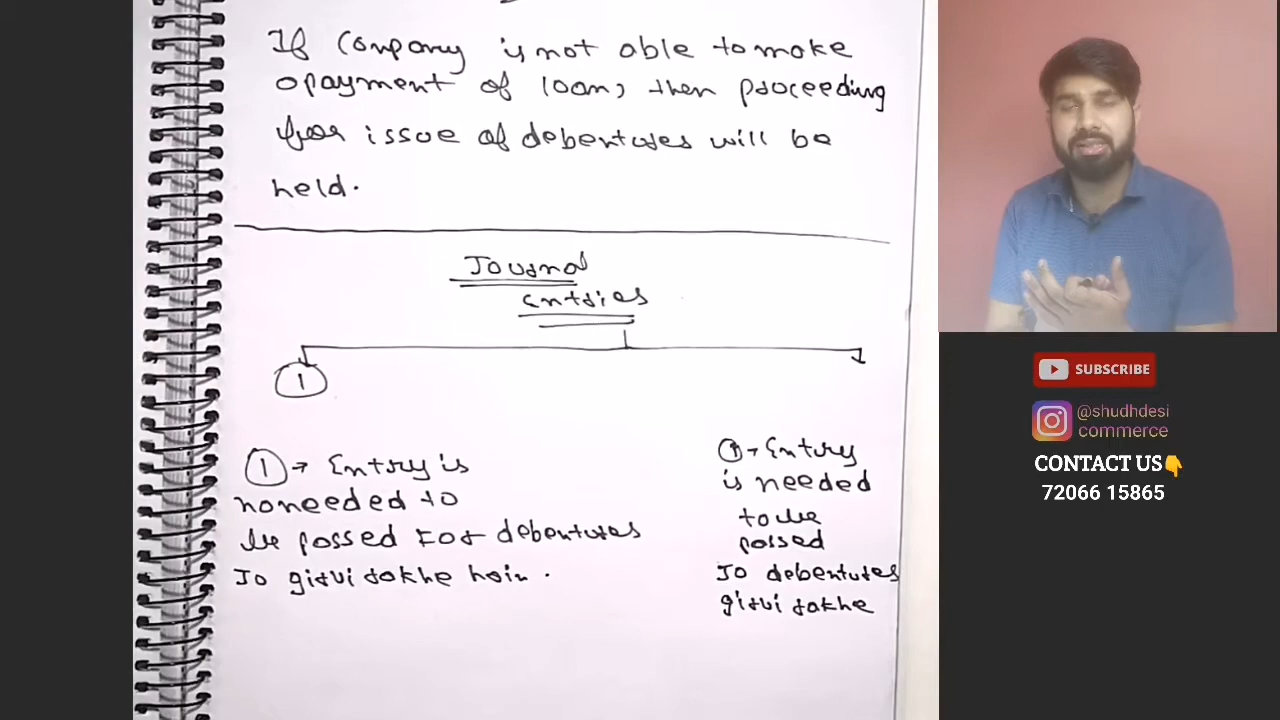 If Company is not able to make
payment of loan, then proceeding
for issue of debentures will be
held.
Journal
entries
1
1 → Entry is
no needed to
be passed for debentures
Jo girvi rakhe hain.
1 → Entry
is needed
to be
passed
Jo debentures
girvi rakhe
SUBSCRIBE
@shudhdesi
commerce
CONTACT US👇
72066 15865